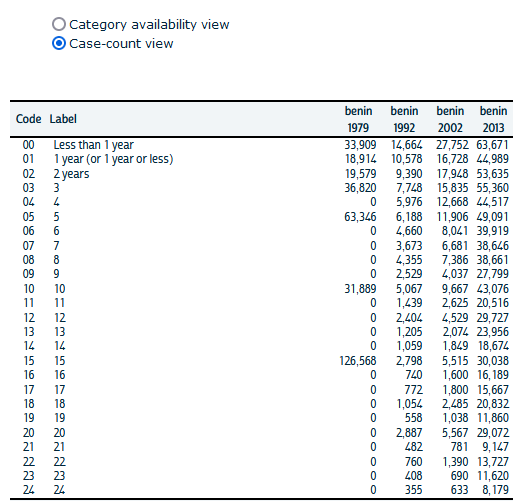 Category availability view
Case-count view
benin benin benin benin
Code Label 1979 1992 2002 2013
00 Less than 1 year 33,909 14,664 27,752 63,671
01 1 year (or 1 year or less) 18,914 10,578 16,728 44,989
02 2 years 19,579 9,390 17,948 53,635
03 3 36,820 7,748 15,835 55,360
04 4 0 5,976 12,668 44,517
05 5 63,346 6,188 11,906 49,091
06 6 0 4,660 8,041 39,919
07 7 0 3,673 6,681 38,646
08 8 0 4,355 7,386 38,661
09 9 0 2,529 4,037 27,799
10 10 31,889 5,067 9,667 43,076
11 11 0 1,439 2,625 20,516
12 12 0 2,404 4,529 29,727
13 13 0 1,205 2,074 23,956
14 14 0 1,059 1,849 18,674
15 15 126,568 2,798 5,515 30,038
16 16 0 740 1,600 16,189
17 17 0 772 1,800 15,667
18 18 0 1,054 2,485 20,832
19 19 0 558 1,038 11,860
20 20 0 2,887 5,567 29,072
21 21 0 482 781 9,147
22 22 0 760 1,390 13,727
23 23 0 408 690 11,620
24 24 0 355 633 8,179